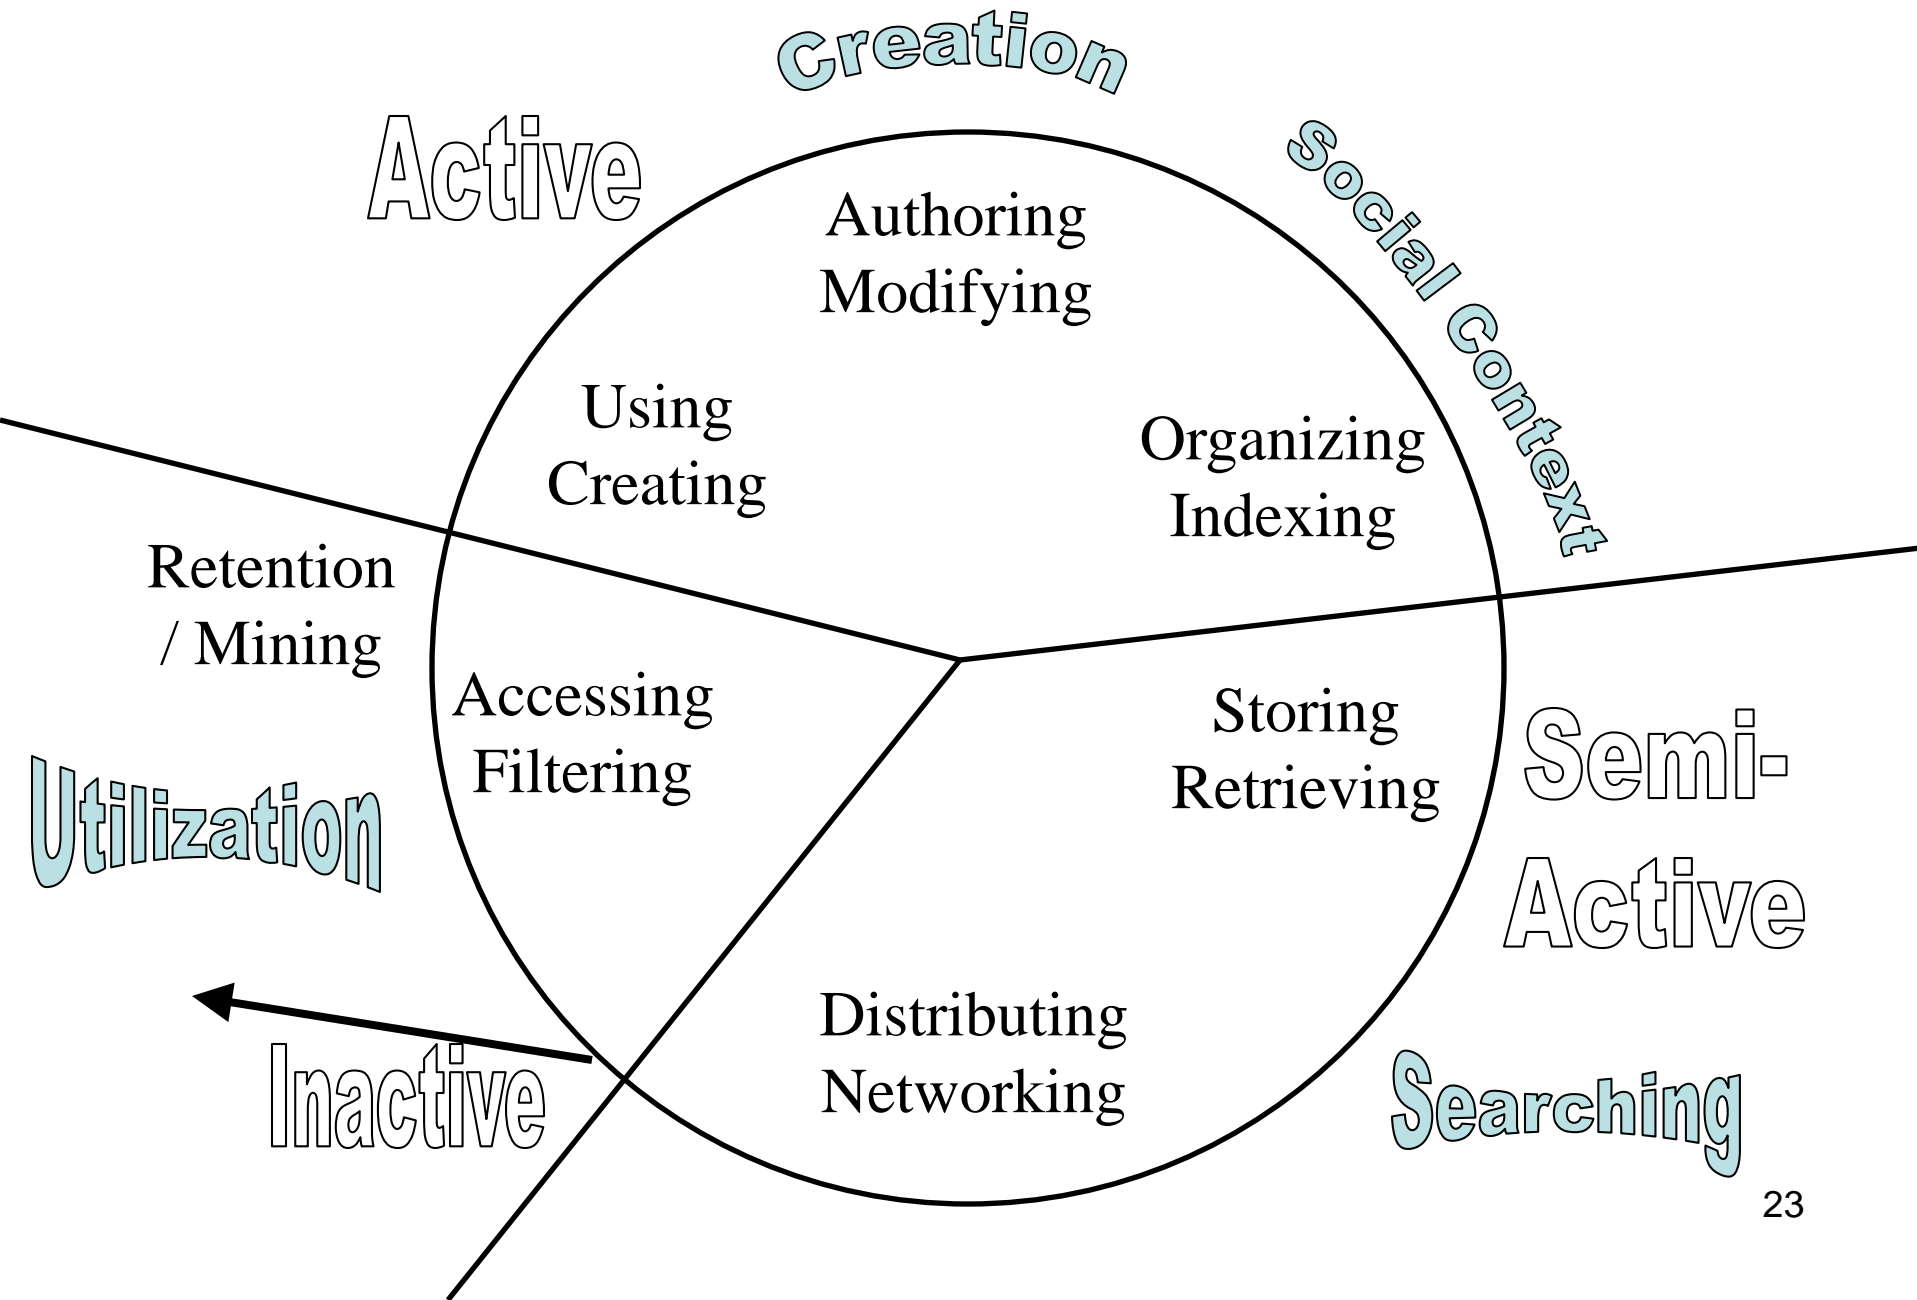 Creation
Active
Social Context
Authoring
Modifying
Using
Creating
Organizing
Indexing
Retention
/ Mining
Accessing
Filtering
Storing
Retrieving
Semi-
Active
Utilization
Distributing
Networking
Inactive
Searching
23